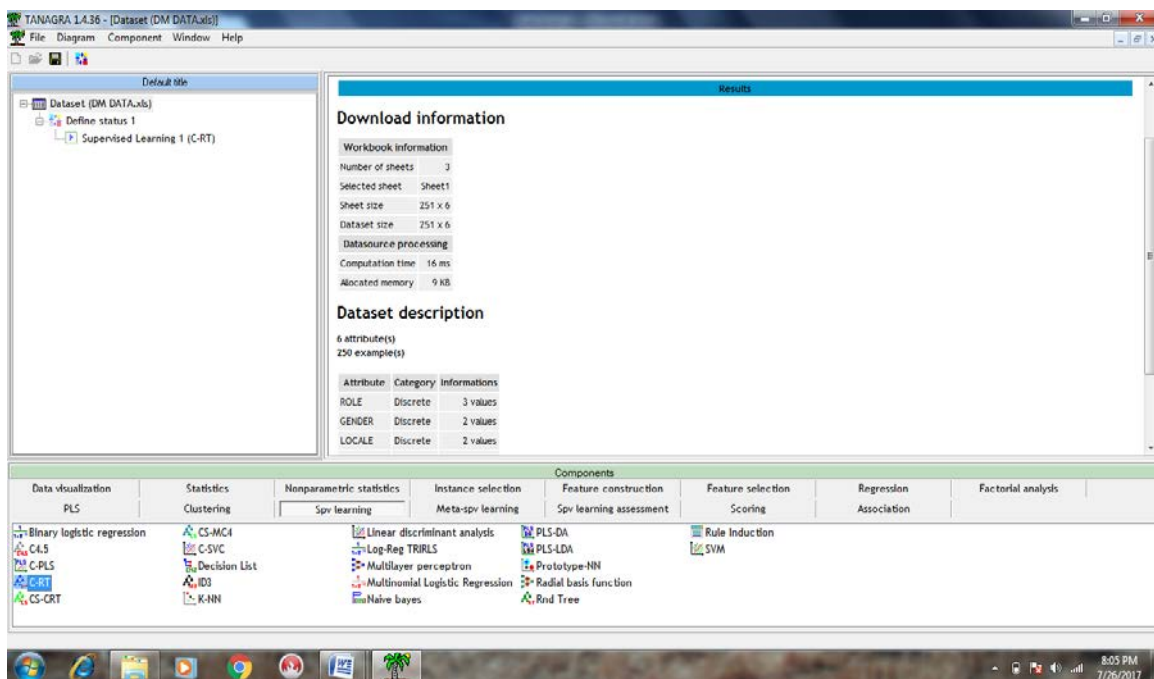 TANAGRA 1.4.36 - [Dataset (DM DATA.xls)]
File Diagram Component Window Help
Default title
Dataset (DM DATA.xls)
Define status 1
Supervised Learning 1 (C-RT)
Results
Download information
Workbook information
Number of sheets 3
Selected sheet Sheet1
Sheet size 251 x 6
Dataset size 251 x 6
Datasource processing
Computation time 16 ms
Allocated memory 9 KB
Dataset description
6 attribute(s)
250 example(s)
Attribute Category Informations
ROLE Discrete 3 values
GENDER Discrete 2 values
LOCALE Discrete 2 values
Components
Data visualization Statistics Nonparametric statistics Instance selection Feature construction Feature selection Regression Factorial analysis
PLS Clustering Spv learning Meta-spv learning Spv learning assessment Scoring Association
Binary logistic regression CS-MC4 Linear discriminant analysis PLS-DA Rule Induction
C4.5 C-SVC Log-Reg TRIRLS PLS-LDA SVM
C-PLS Decision List Multilayer perceptron Prototype-NN
C-RT ID3 Multinomial Logistic Regression Radial basis function
CS-CRT K-NN Naive bayes Rnd Tree
8:05 PM
7/26/2017